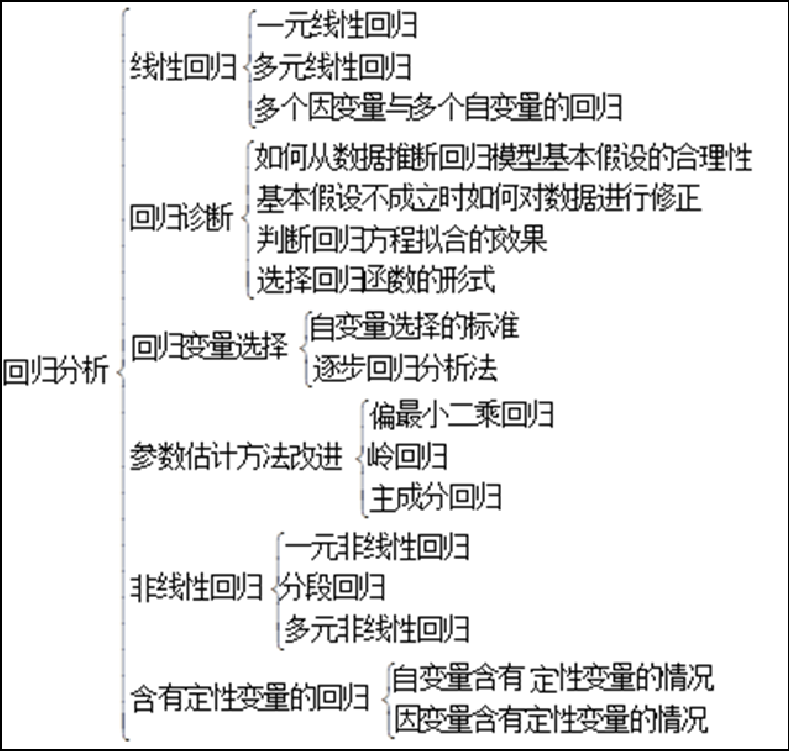 回归分析
线性回归
一元线性回归
多元线性回归
多个因变量与多个自变量的回归
回归诊断
如何从数据推断回归模型基本假设的合理性
基本假设不成立时如何对数据进行修正
判断回归方程拟合的效果
选择回归函数的形式
回归变量选择
自变量选择的标准
逐步回归分析法
参数估计方法改进
偏最小二乘回归
岭回归
主成分回归
非线性回归
一元非线性回归
分段回归
多元非线性回归
含有定性变量的回归
自变量含有 定性变量的情况
因变量含有定性变量的情况